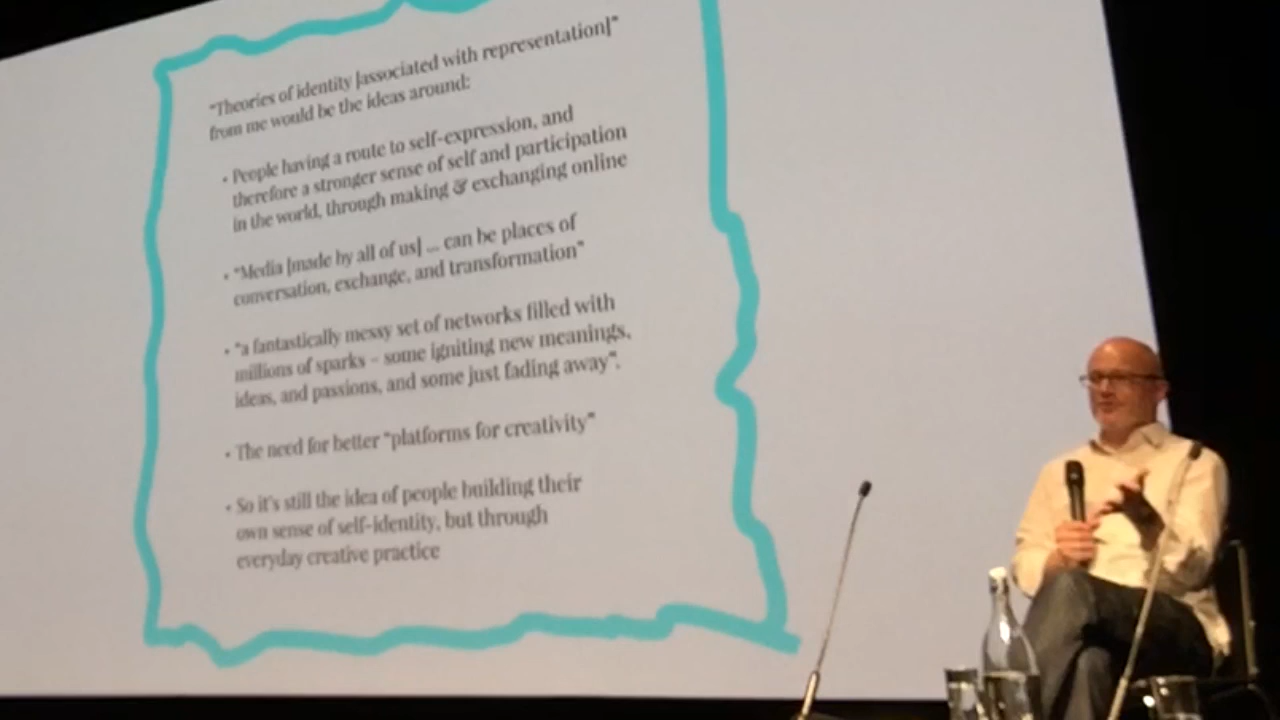 "Theories of identity [associated with representation]"
from me would be the ideas around:
• People having a route to self-expression, and
therefore a stronger sense of self and participation
in the world, through making & exchanging online
• "Media [made by all of us] ... can be places of
conversation, exchange, and transformation"
• "a fantastically messy set of networks filled with
millions of sparks – some igniting new meanings,
ideas, and passions, and some just fading away".
• The need for better "platforms for creativity"
• So it's still the idea of people building their
own sense of self-identity, but through
everyday creative practice